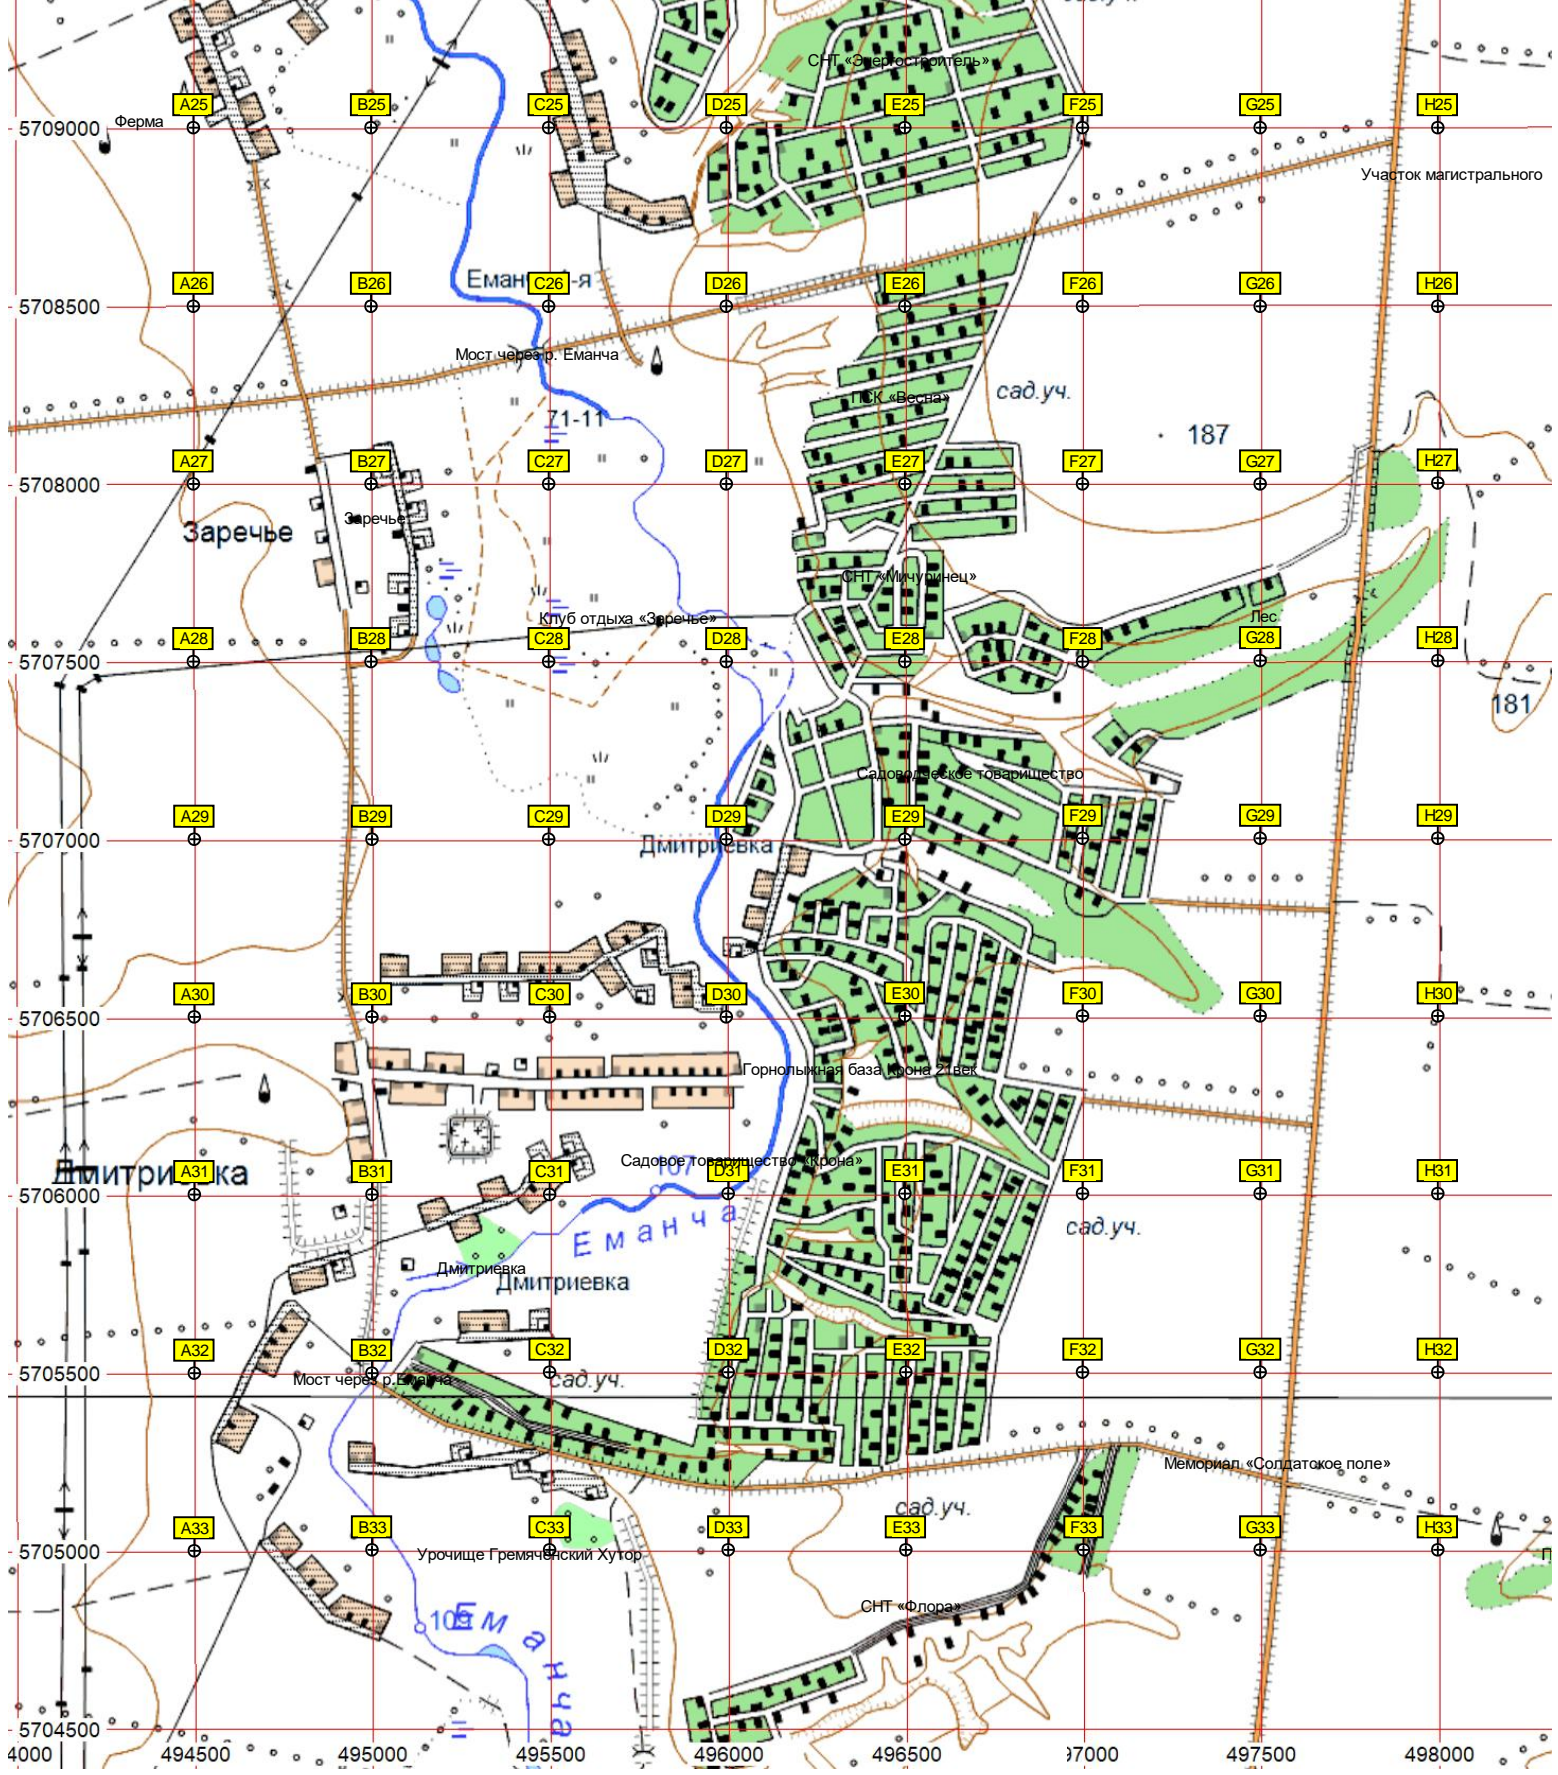 СНТ «Энергостроитель»
A25 B25 C25 D25 E25 F25 G25 H25
5709000
Ферма
Участок магистрального
A26 B26 C26 D26 E26 F26 G26 H26
5708500
Мост через р. Еманча
ПСК «Весна»
сад.уч.
71-11
187
A27 B27 C27 D27 E27 F27 G27 H27
5708000
Заречье
Заречье
СНТ «Мичуринец»
Клуб отдыха «Заречье»
Лес
A28 B28 C28 D28 E28 F28 G28 H28
5707500
181
Садоводческое товарищество
A29 B29 C29 D29 E29 F29 G29 H29
5707000
Дмитриевка
A30 B30 C30 D30 E30 F30 G30 H30
5706500
Горнолыжная база Крона 21век
Садовое товарищество «Крона»
107
Дмитриевка
A31 B31 C31 D31 E31 F31 G31 H31
5706000
Еманча
сад.уч.
Дмитриевка
Дмитриевка
A32 B32 C32 D32 E32 F32 G32 H32
5705500
Мост через р.Еманча
сад.уч.
Мемориал «Солдатское поле»
сад.уч.
A33 B33 C33 D33 E33 F33 G33 H33
5705000
Урочище Гремяченский Хутор
СНТ «Флора»
Еманча
5704500
494500 495000 495500 496000 496500 497500 498000